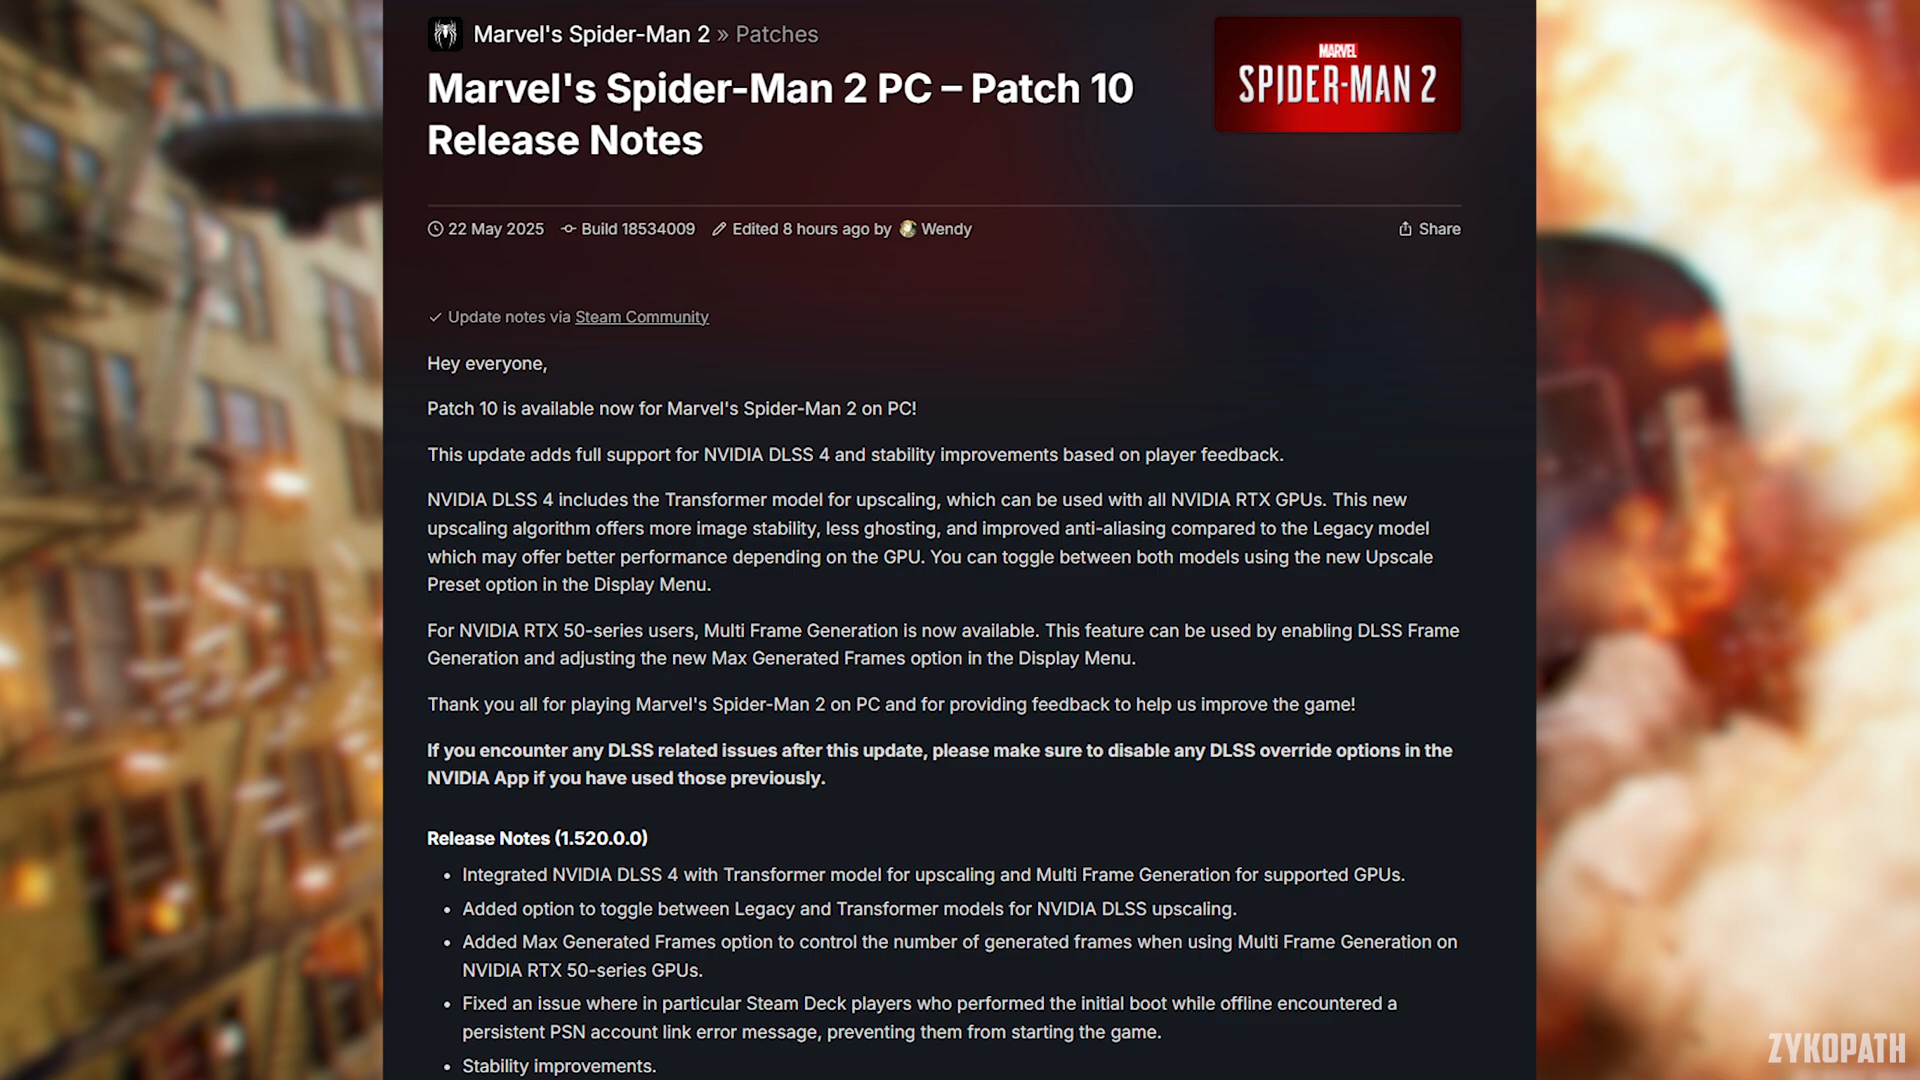 Marvel's Spider-Man 2 » Patches
Marvel's Spider-Man 2 PC – Patch 10
Release Notes
MARVEL
SPIDER-MAN 2
22 May 2025 Build 18534009 Edited 8 hours ago by Wendy Share
Update notes via Steam Community
Hey everyone,
Patch 10 is available now for Marvel's Spider-Man 2 on PC!
This update adds full support for NVIDIA DLSS 4 and stability improvements based on player feedback.
NVIDIA DLSS 4 includes the Transformer model for upscaling, which can be used with all NVIDIA RTX GPUs. This new
upscaling algorithm offers more image stability, less ghosting, and improved anti-aliasing compared to the Legacy model
which may offer better performance depending on the GPU. You can toggle between both models using the new Upscale
Preset option in the Display Menu.
For NVIDIA RTX 50-series users, Multi Frame Generation is now available. This feature can be used by enabling DLSS Frame
Generation and adjusting the new Max Generated Frames option in the Display Menu.
Thank you all for playing Marvel's Spider-Man 2 on PC and for providing feedback to help us improve the game!
If you encounter any DLSS related issues after this update, please make sure to disable any DLSS override options in the
NVIDIA App if you have used those previously.
Release Notes (1.520.0.0)
• Integrated NVIDIA DLSS 4 with Transformer model for upscaling and Multi Frame Generation for supported GPUs.
• Added option to toggle between Legacy and Transformer models for NVIDIA DLSS upscaling.
• Added Max Generated Frames option to control the number of generated frames when using Multi Frame Generation on
NVIDIA RTX 50-series GPUs.
• Fixed an issue where in particular Steam Deck players who performed the initial boot while offline encountered a
persistent PSN account link error message, preventing them from starting the game.
• Stability improvements.
ZYKOPATH